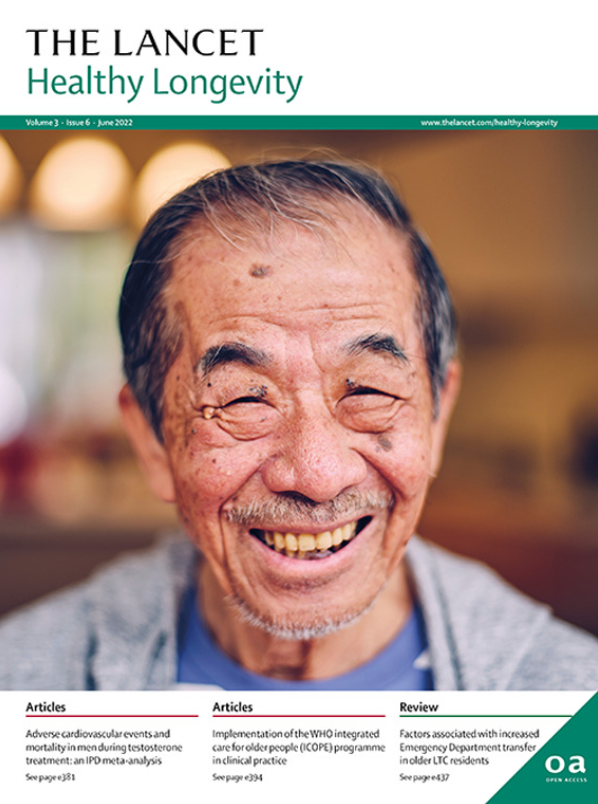 THE LANCET
Healthy Longevity
Volume 3 · Issue 6 · June 2022
www.thelancet.com/healthy-longevity
Articles
Adverse cardiovascular events and
mortality in men during testosterone
treatment: an IPD meta-analysis
See page e381
Articles
Implementation of the WHO integrated
care for older people (ICOPE) programme
in clinical practice
See page e394
Review
Factors associated with increased
Emergency Department transfer
in older LTC residents
See page e437
oa
OPEN ACCESS